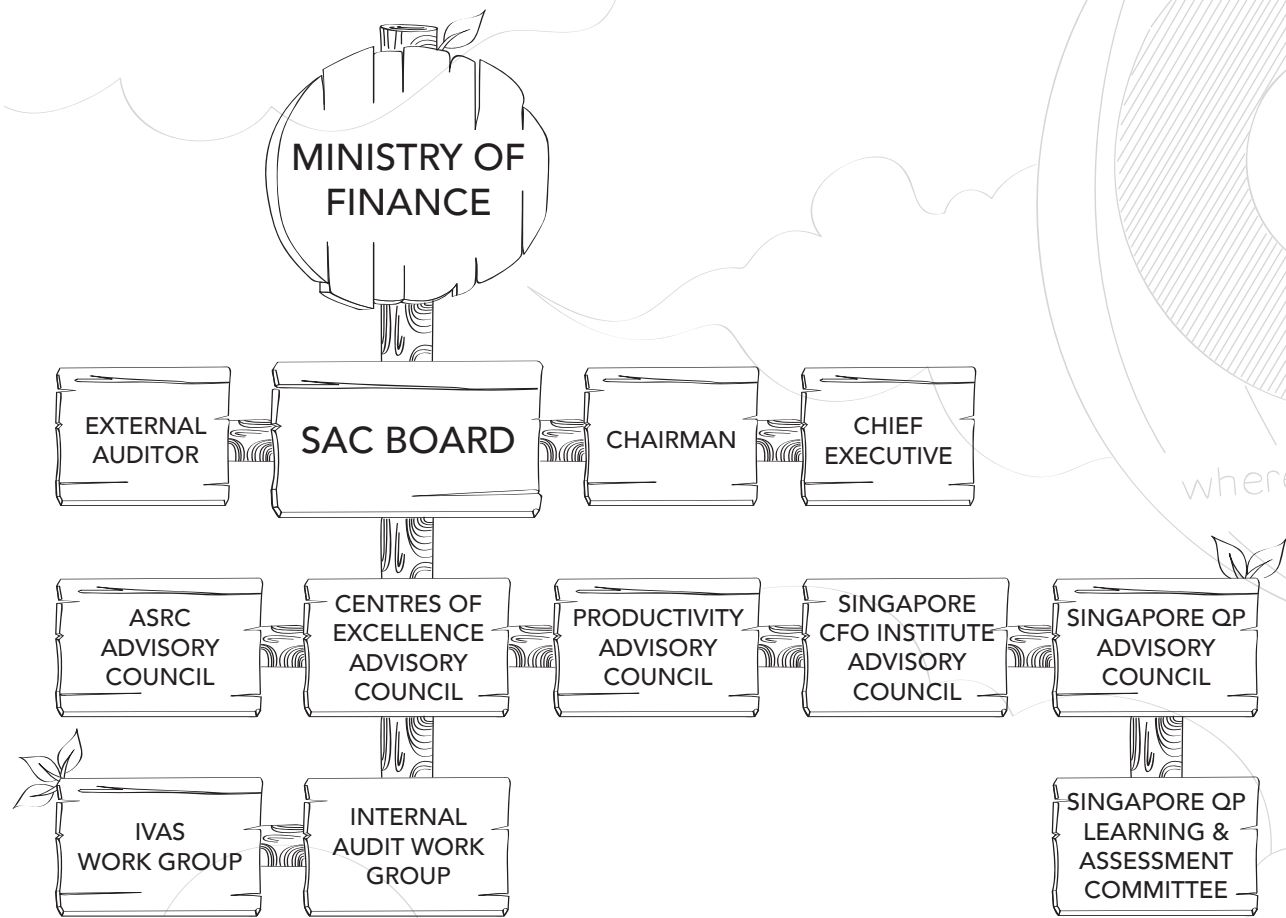 MINISTRY OF
FINANCE
EXTERNAL
AUDITOR
SAC BOARD
CHAIRMAN
CHIEF
EXECUTIVE
where
ASRC
ADVISORY
COUNCIL
CENTRES OF
EXCELLENCE
ADVISORY
COUNCIL
PRODUCTIVITY
ADVISORY
COUNCIL
SINGAPORE
CFO INSTITUTE
ADVISORY
COUNCIL
SINGAPORE QP
ADVISORY
COUNCIL
IVAS
WORK GROUP
INTERNAL
AUDIT WORK
GROUP
SINGAPORE QP
LEARNING &
ASSESSMENT
COMMITTEE